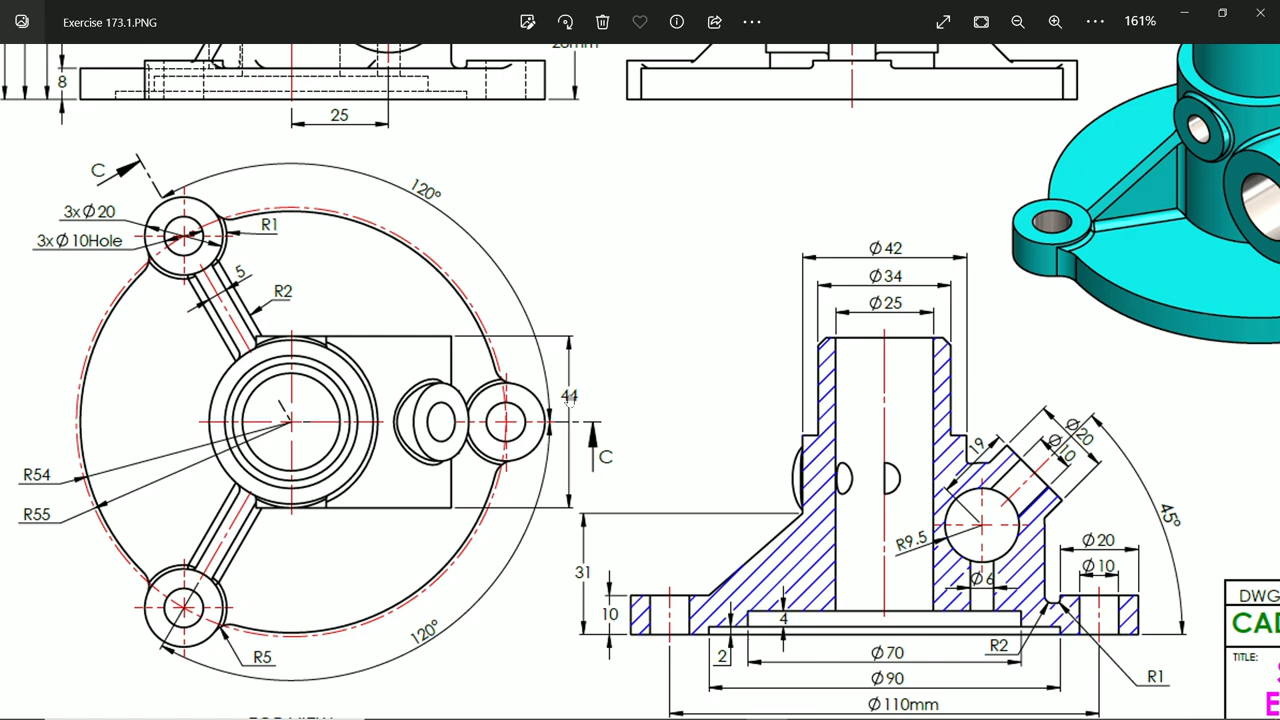 Exercise 173.1.PNG
161%
8
25
C
120°
3xØ20
3xØ10Hole
R1
5
R2
44
C
R54
R55
120°
R5
Ø42
Ø34
Ø25
19
Ø20
Ø10
45°
R9.5
31
10
Ø6
Ø20
Ø10
4
2
R2
R1
Ø70
Ø90
Ø110mm
DWG
CAD
TITLE: